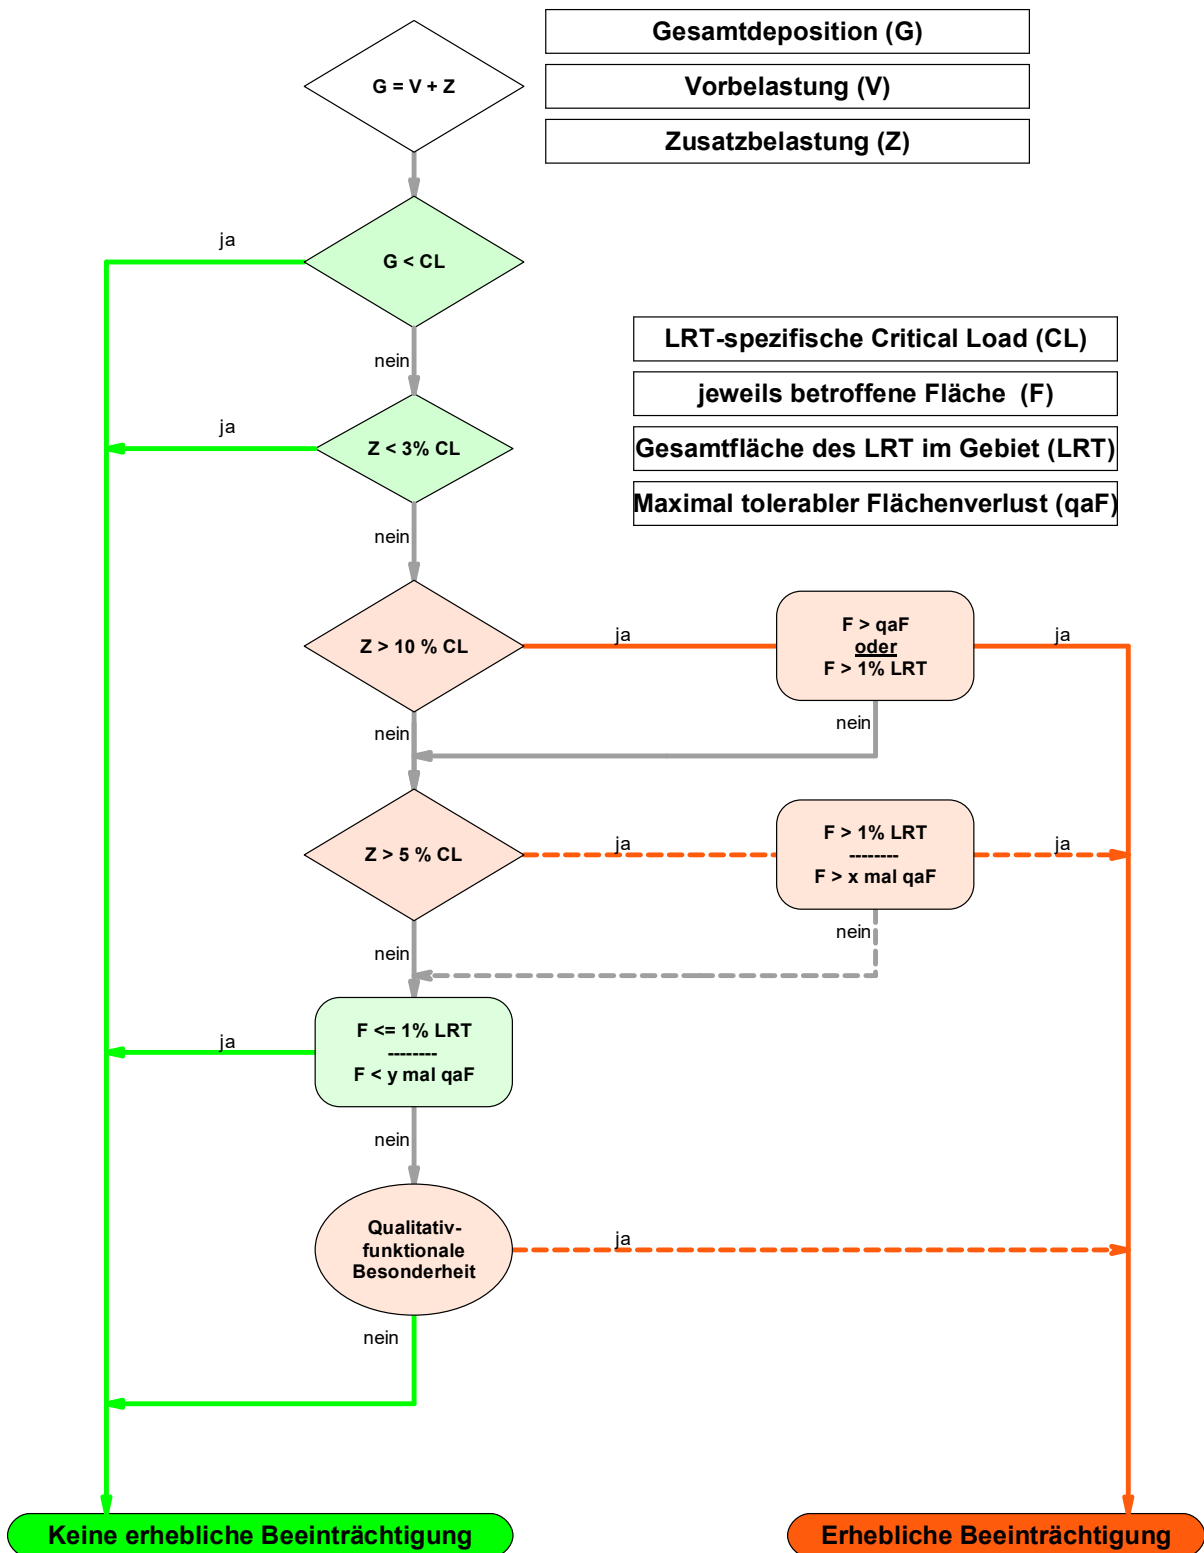 G = V + Z
Gesamtdeposition (G)
Vorbelastung (V)
Zusatzbelastung (Z)
ja
G < CL
nein
LRT-spezifische Critical Load (CL)
jeweils betroffene Fläche (F)
Gesamtfläche des LRT im Gebiet (LRT)
Maximal tolerabler Flächenverlust (qaF)
ja
Z < 3% CL
nein
Z > 10 % CL
ja
F > qaF
oder
F > 1% LRT
ja
nein
nein
Z > 5 % CL
ja
F > 1% LRT
--------
F > x mal qaF
ja
nein
nein
ja
F <= 1% LRT
--------
F < y mal qaF
nein
Qualitativ-
funktionale
Besonderheit
ja
nein
Keine erhebliche Beeinträchtigung
Erhebliche Beeinträchtigung